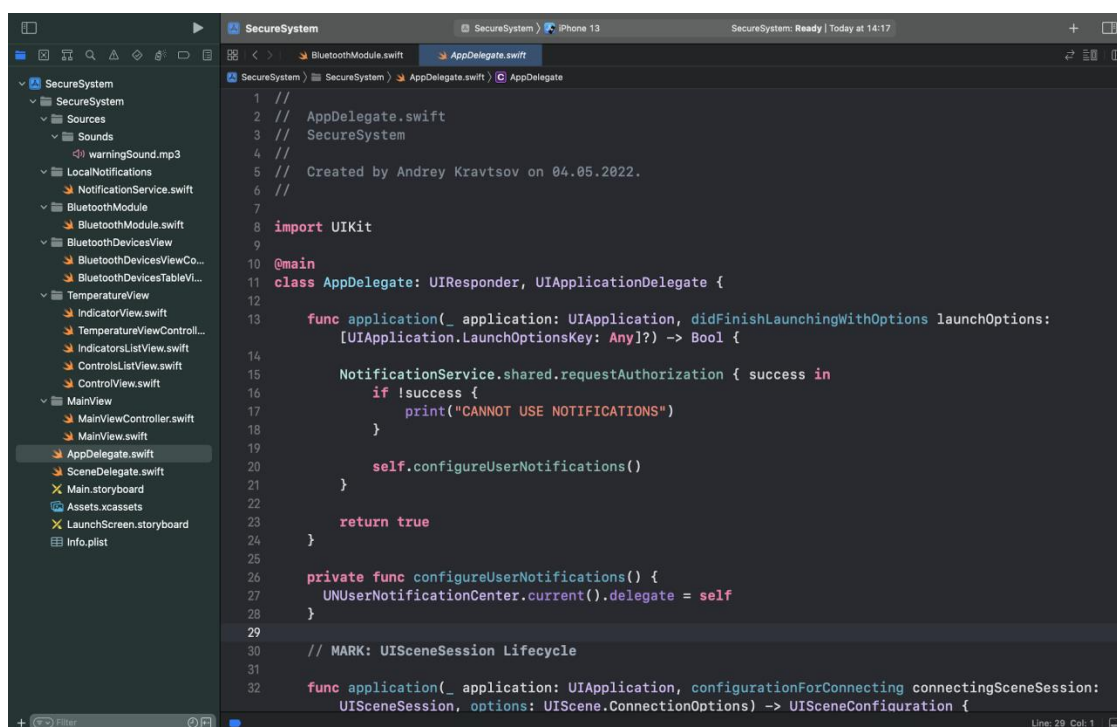 SecureSystem
SecureSystem
iPhone 13
SecureSystem: Ready | Today at 14:17
BluetoothModule.swift
AppDelegate.swift
SecureSystem
SecureSystem
AppDelegate.swift
C AppDelegate
SecureSystem
SecureSystem
Sources
Sounds
warningSound.mp3
LocalNotifications
NotificationService.swift
BluetoothModule
BluetoothModule.swift
BluetoothDevicesView
BluetoothDevicesViewCo...
BluetoothDevicesTableVi...
TemperatureView
IndicatorView.swift
TemperatureViewControll...
IndicatorsListView.swift
ControlsListView.swift
ControlView.swift
MainView
MainViewController.swift
MainView.swift
AppDelegate.swift
SceneDelegate.swift
Main.storyboard
Assets.xcassets
LaunchScreen.storyboard
Info.plist
Filter
1 //
2 //  AppDelegate.swift
3 //  SecureSystem
4 //
5 //  Created by Andrey Kravtsov on 04.05.2022.
6 //
7
8 import UIKit
9
10 @main
11 class AppDelegate: UIResponder, UIApplicationDelegate {
12
13     func application(_ application: UIApplication, didFinishLaunchingWithOptions launchOptions:
        [UIApplication.LaunchOptionsKey: Any]?) -> Bool {
14
15         NotificationService.shared.requestAuthorization { success in
16             if !success {
17                 print("CANNOT USE NOTIFICATIONS")
18             }
19
20             self.configureUserNotifications()
21         }
22
23         return true
24     }
25
26     private func configureUserNotifications() {
27       UNUserNotificationCenter.current().delegate = self
28     }
29
30     // MARK: UISceneSession Lifecycle
31
32     func application(_ application: UIApplication, configurationForConnecting connectingSceneSession:
        UISceneSession, options: UIScene.ConnectionOptions) -> UISceneConfiguration {
Line: 29 Col: 1